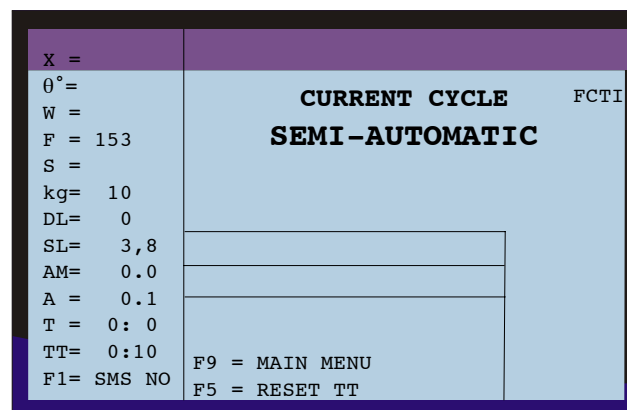 X =
θ°=
W =
F = 153
S =
kg= 10
DL= 0
SL= 3,8
AM= 0.0
A = 0.1
T = 0: 0
TT= 0:10
F1= SMS NO
CURRENT CYCLE
SEMI-AUTOMATIC
FCTI
F9 = MAIN MENU
F5 = RESET TT